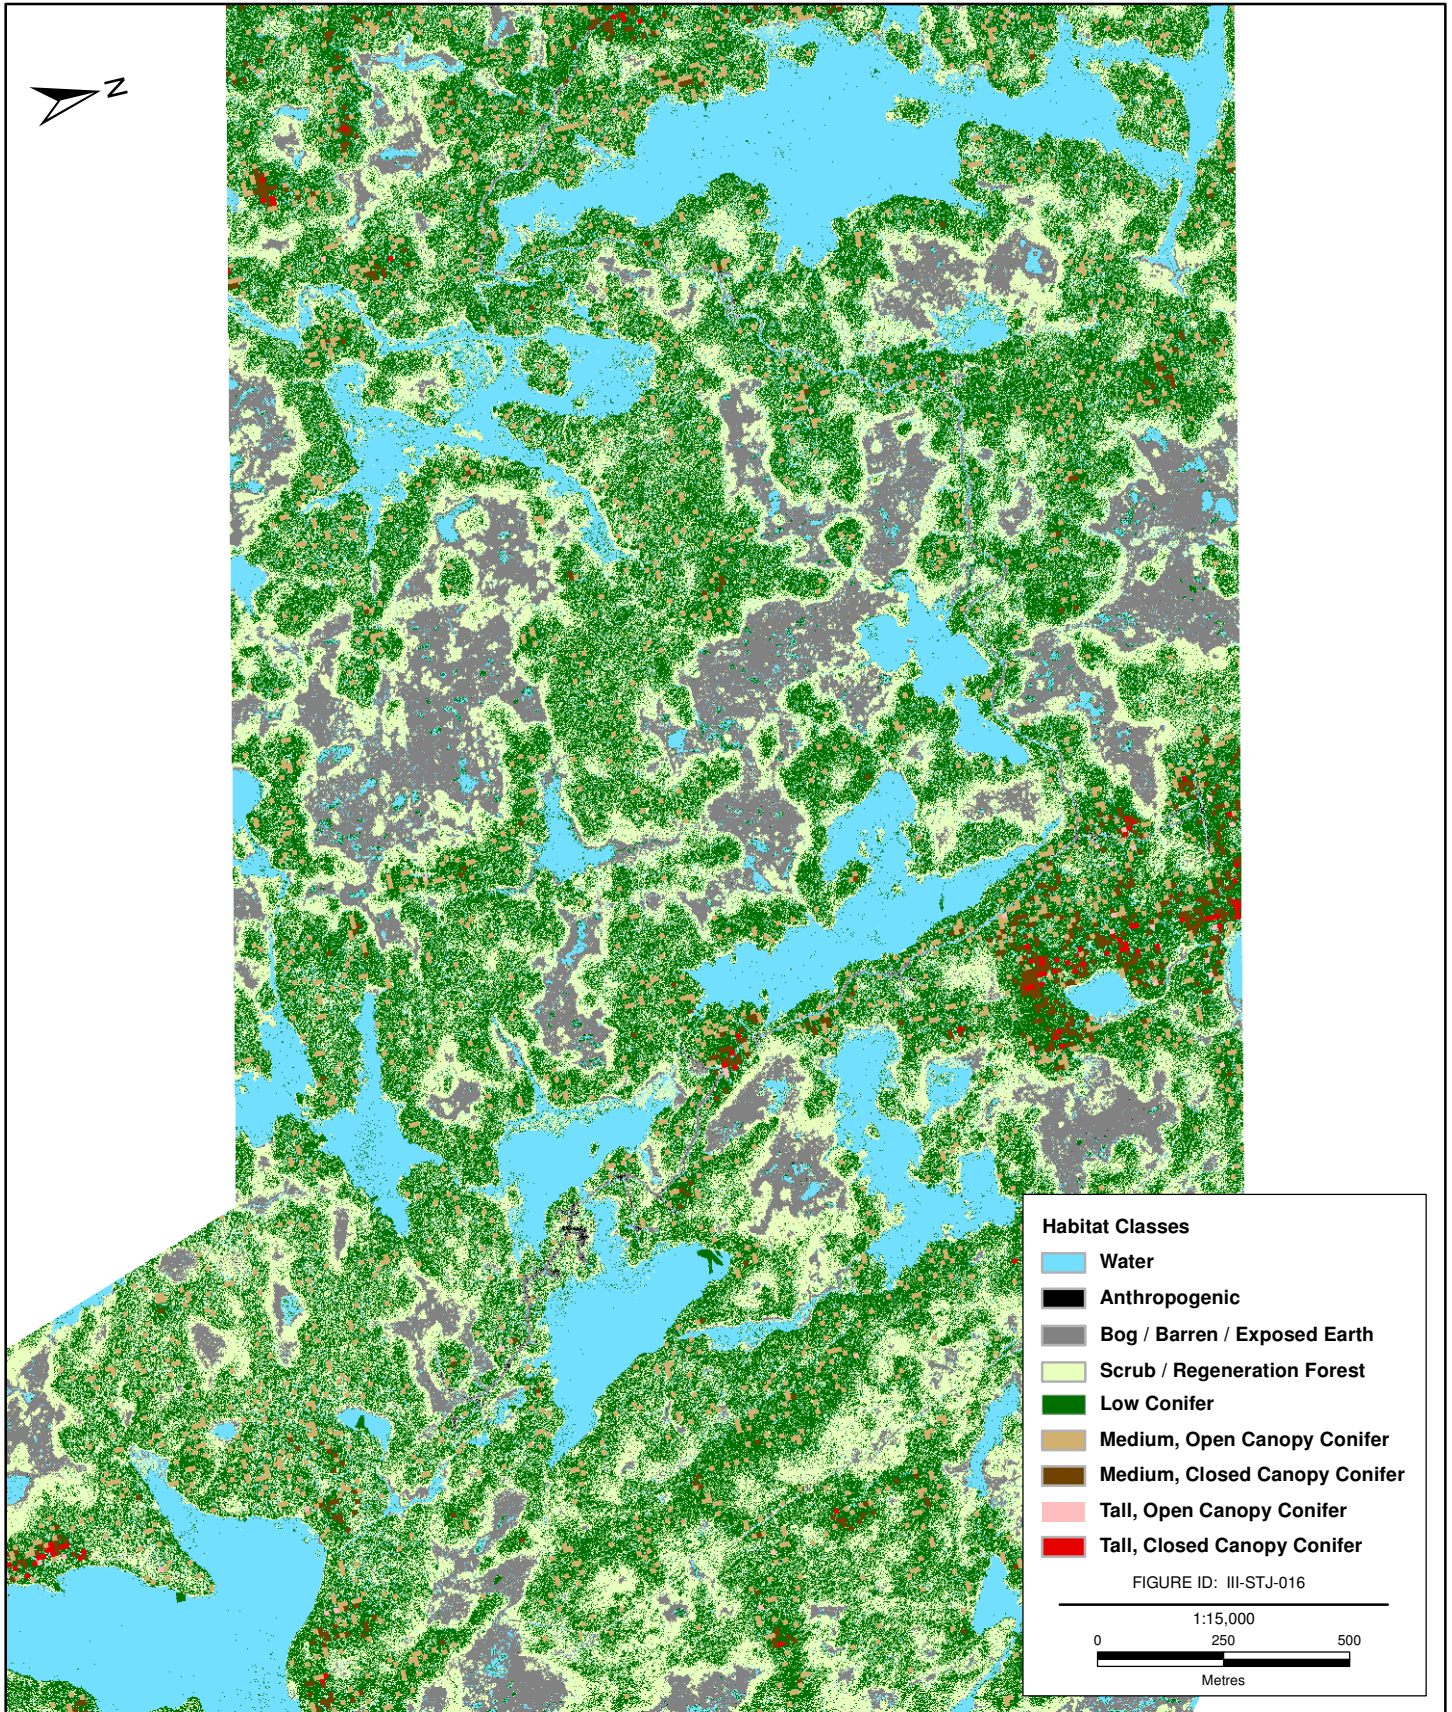 N
Habitat Classes
Water
Anthropogenic
Bog / Barren / Exposed Earth
Scrub / Regeneration Forest
Low Conifer
Medium, Open Canopy Conifer
Medium, Closed Canopy Conifer
Tall, Open Canopy Conifer
Tall, Closed Canopy Conifer
FIGURE ID: III-STJ-016
1:15,000
0 250 500
Metres